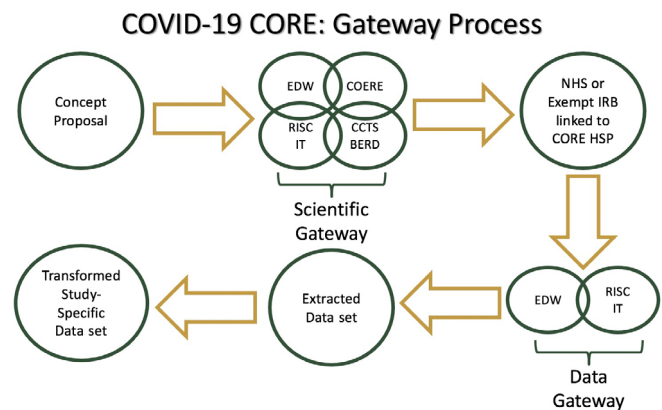 COVID-19 CORE: Gateway Process
Concept
Proposal
EDW
COERE
RISC
IT
CCTS
BERD
NHS or
Exempt IRB
linked to
CORE HSP
Scientific
Gateway
EDW
RISC
IT
Data
Gateway
Extracted
Data set
Transformed
Study-
Specific
Data set